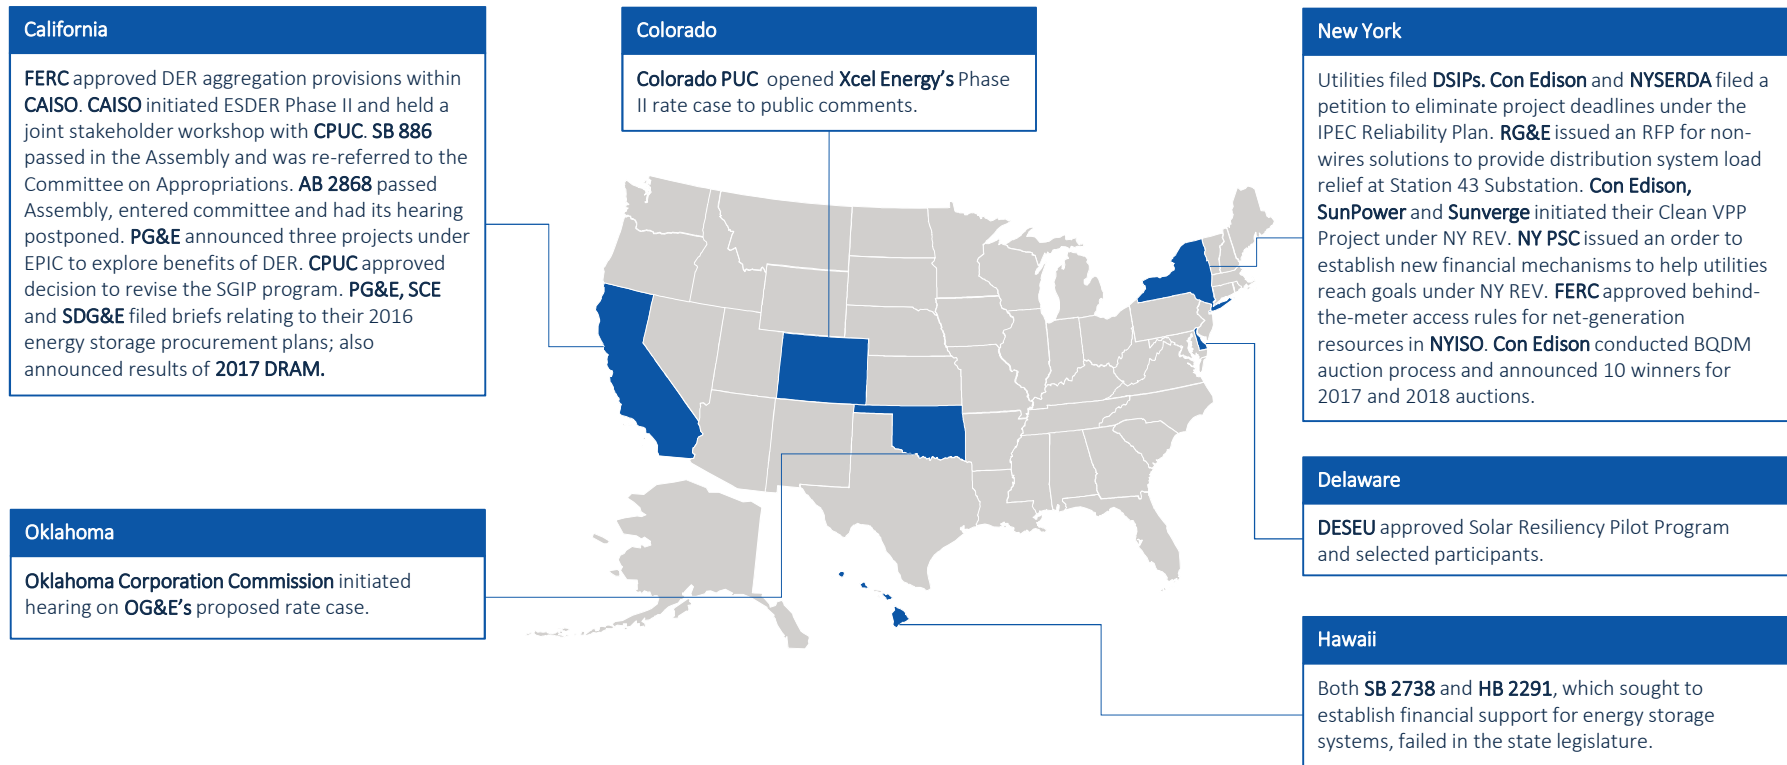 California
FERC approved DER aggregation provisions within
CAISO. CAISO initiated ESDER Phase II and held a
joint stakeholder workshop with CPUC. SB 886
passed in the Assembly and was re-referred to the
Committee on Appropriations. AB 2868 passed
Assembly, entered committee and had its hearing
postponed. PG&E announced three projects under
EPIC to explore benefits of DER. CPUC approved
decision to revise the SGIP program. PG&E, SCE
and SDG&E filed briefs relating to their 2016
energy storage procurement plans; also
announced results of 2017 DRAM.
Colorado
Colorado PUC opened Xcel Energy's Phase
II rate case to public comments.
New York
Utilities filed DSIPs. Con Edison and NYSERDA filed a
petition to eliminate project deadlines under the
IPEC Reliability Plan. RG&E issued an RFP for non-
wires solutions to provide distribution system load
relief at Station 43 Substation. Con Edison,
SunPower and Sunverge initiated their Clean VPP
Project under NY REV. NY PSC issued an order to
establish new financial mechanisms to help utilities
reach goals under NY REV. FERC approved behind-
the-meter access rules for net-generation
resources in NYISO. Con Edison conducted BQDM
auction process and announced 10 winners for
2017 and 2018 auctions.
Oklahoma
Oklahoma Corporation Commission initiated
hearing on OG&E's proposed rate case.
Delaware
DESEU approved Solar Resiliency Pilot Program
and selected participants.
Hawaii
Both SB 2738 and HB 2291, which sought to
establish financial support for energy storage
systems, failed in the state legislature.